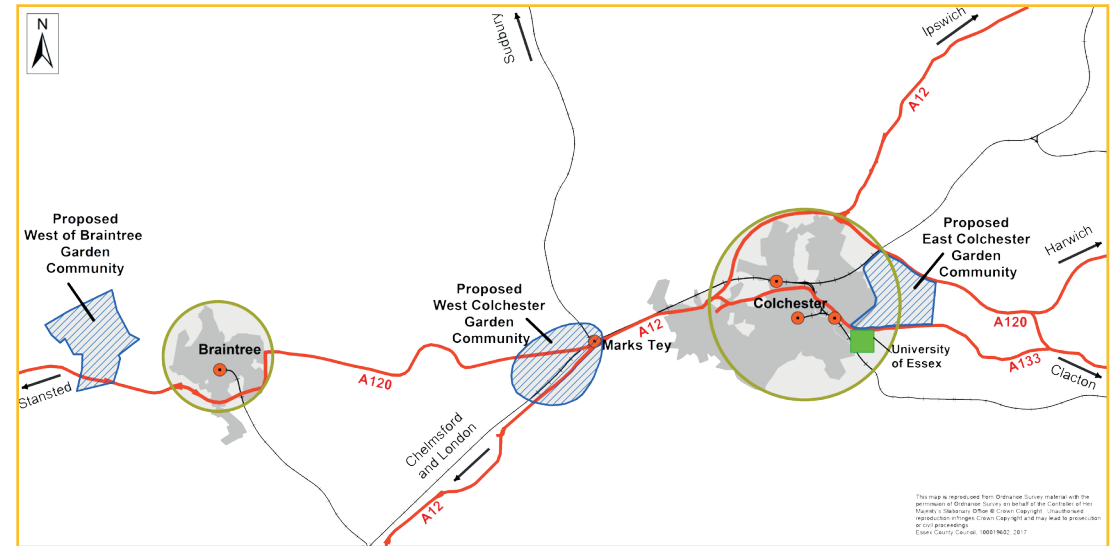 N
Sudbury
Ipswich
A12
Proposed
West of Braintree
Garden
Community
Proposed
East Colchester
Garden
Community
Harwich
Proposed
West Colchester
Garden
Community
Colchester
A12
Marks Tey
Braintree
A120
A120
University
of Essex
A133
Clacton
Stansted
Chelmsford
and London
A12
This map is reproduced from Ordnance Survey material with the
permission of Ordnance Survey on behalf of the Controller of Her
Majesty's Stationary Office © Crown Copyright. Unauthorised
reproduction infringes Crown Copyright and may lead to prosecution
or civil proceedings
Essex County Council, 100019602, 2017